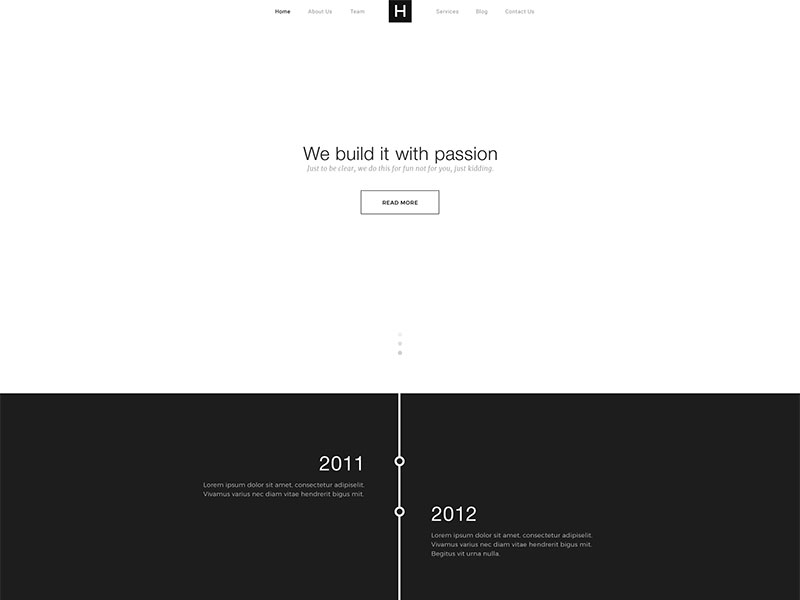 Home About Us Team H Services Blog Contact Us
We build it with passion
Just to be clear, we do this for fun not for you, just kidding.
READ MORE
2011
Lorem ipsum dolor sit amet, consectetur adipiselit.
Vivamus varius nec diam vitae hendrerit bigus mit.
2012
Lorem ipsum dolor sit amet, consectetur adipiselit.
Vivamus varius nec diam vitae hendrerit bigus mit.
Begitus vit urna nulla.